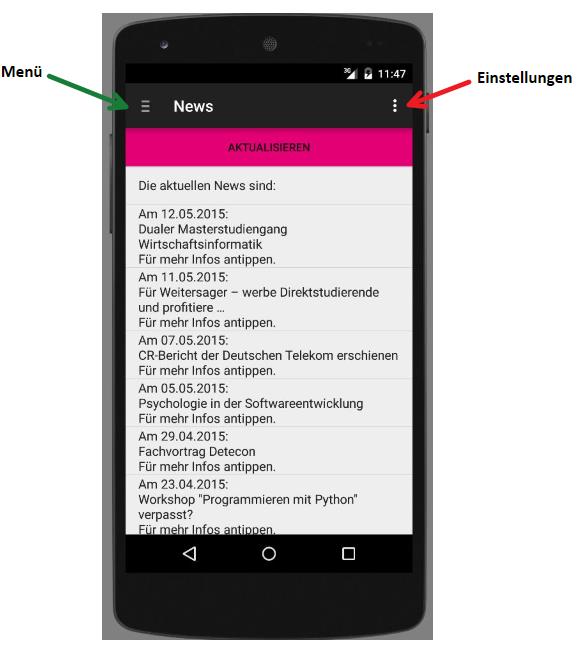 3G 11:47
Menü
Einstellungen
News
AKTUALISIEREN
Die aktuellen News sind:
Am 12.05.2015:
Dualer Masterstudiengang
Wirtschaftsinformatik
Für mehr Infos antippen.
Am 11.05.2015:
Für Weitersager – werbe Direktstudierende
und profitiere ...
Für mehr Infos antippen.
Am 07.05.2015:
CR-Bericht der Deutschen Telekom erschienen
Für mehr Infos antippen.
Am 05.05.2015:
Psychologie in der Softwareentwicklung
Für mehr Infos antippen.
Am 29.04.2015:
Fachvortrag Detecon
Für mehr Infos antippen.
Am 23.04.2015:
Workshop "Programmieren mit Python"
verpasst?
Für mehr Infos antippen.